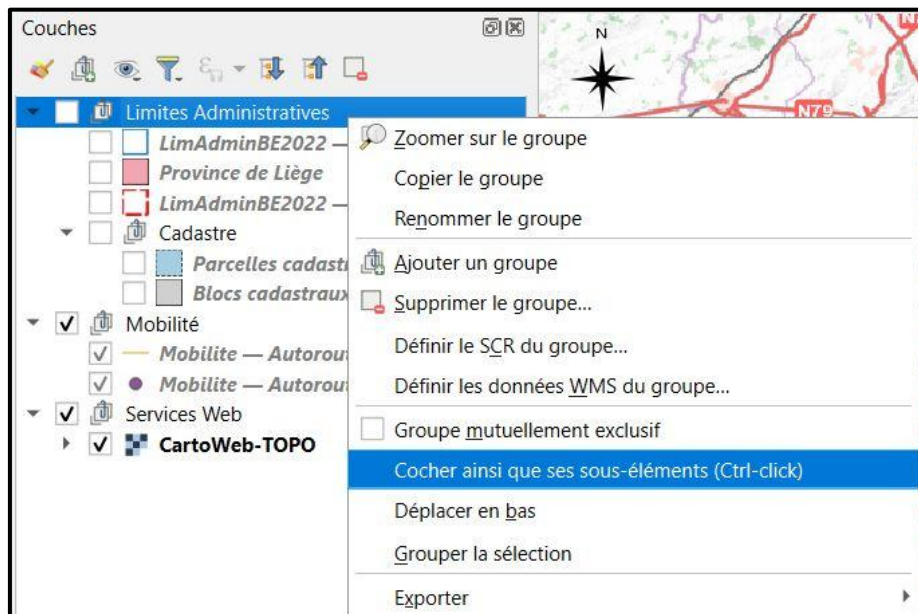 Couches
N
N79
Limites Administratives
LimAdminBE2022 —
Province de Liège
LimAdminBE2022 —
Cadastre
Parcelles cadast
Blocs cadastraux
Mobilité
Mobilite — Autorout
Mobilite — Autorou
Services Web
CartoWeb-TOPO
Zoomer sur le groupe
Copier le groupe
Renommer le groupe
Ajouter un groupe
Supprimer le groupe...
Définir le SCR du groupe...
Définir les données WMS du groupe...
Groupe mutuellement exclusif
Cocher ainsi que ses sous-éléments (Ctrl-click)
Déplacer en bas
Grouper la sélection
Exporter